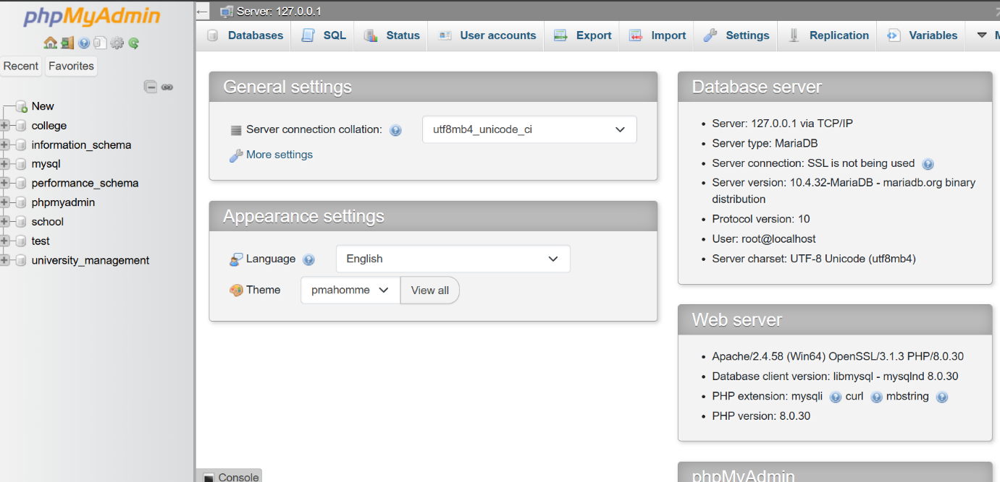 phpMyAdmin
Recent Favorites
New
college
information_schema
mysql
performance_schema
phpmyadmin
school
test
university_management
Server: 127.0.0.1
Databases SQL Status User accounts Export Import Settings Replication Variables
General settings
Server connection collation: utf8mb4_unicode_ci
More settings
Appearance settings
Language English
Theme pmahomme View all
Database server
Server: 127.0.0.1 via TCP/IP
Server type: MariaDB
Server connection: SSL is not being used
Server version: 10.4.32-MariaDB - mariadb.org binary
distribution
Protocol version: 10
User: root@localhost
Server charset: UTF-8 Unicode (utf8mb4)
Web server
Apache/2.4.58 (Win64) OpenSSL/3.1.3 PHP/8.0.30
Database client version: libmysql - mysqlnd 8.0.30
PHP extension: mysqli curl mbstring
PHP version: 8.0.30
phpMyAdmin
Console